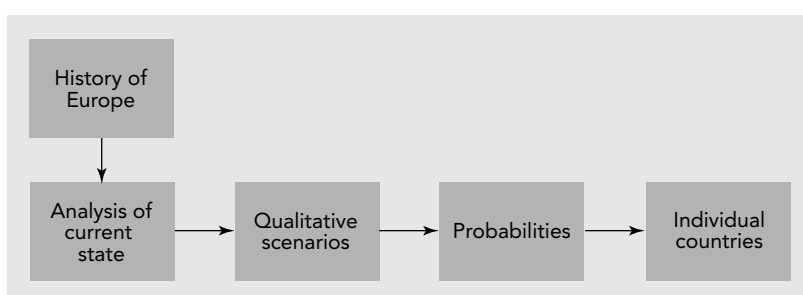 History of
Europe
Analysis of
current
state
Qualitative
scenarios
Probabilities
Individual
countries